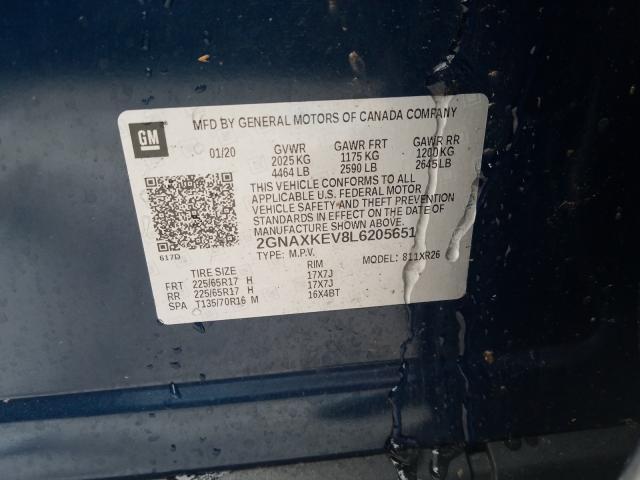 MFD BY GENERAL MOTORS OF CANADA COMPANY
GM
01/20 GVWR GAWR FRT GAWR RR
2025 KG 1175 KG 1200 KG
4464 LB 2590 LB 2645 LB
THIS VEHICLE CONFORMS TO ALL
APPLICABLE U.S. FEDERAL MOTOR
VEHICLE SAFETY AND THEFT PREVENTION
STANDARDS IN EFFECT ON THE DATE OF
2GNAXKEV8L6205651
617D
TYPE: M.P.V. MODEL: 811XR26
TIRE SIZE RIM
FRT 225/65R17 H 17X7J
RR 225/65R17 H 17X7J
SPA T135/70R16 M 16X4BT